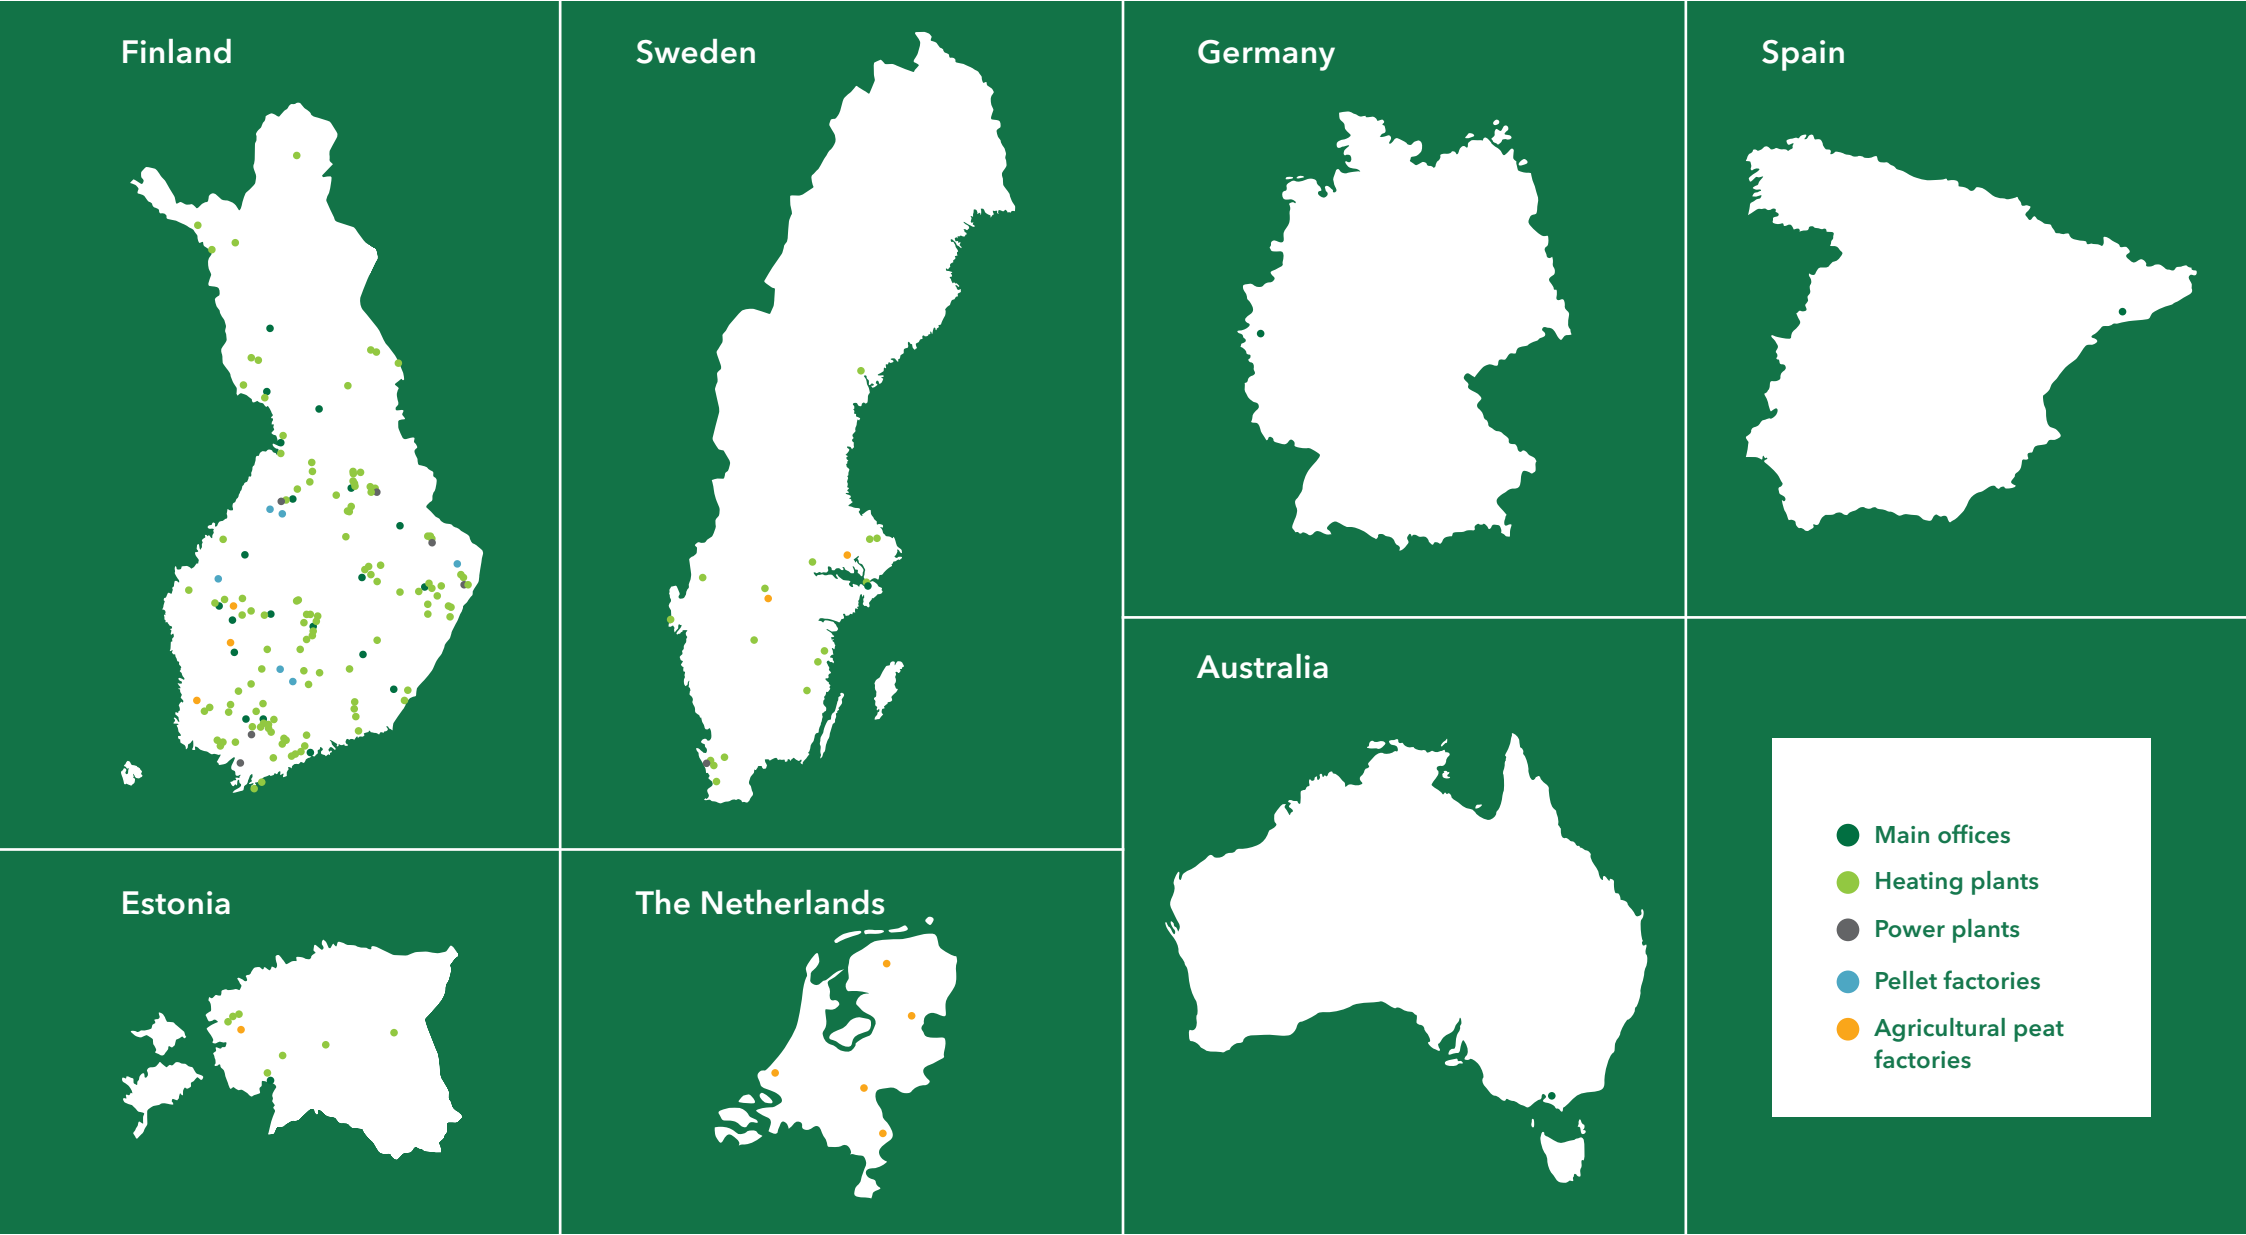 Finland
Sweden
Germany
Spain
Australia
Estonia
The Netherlands
Main offices
Heating plants
Power plants
Pellet factories
Agricultural peat
factories